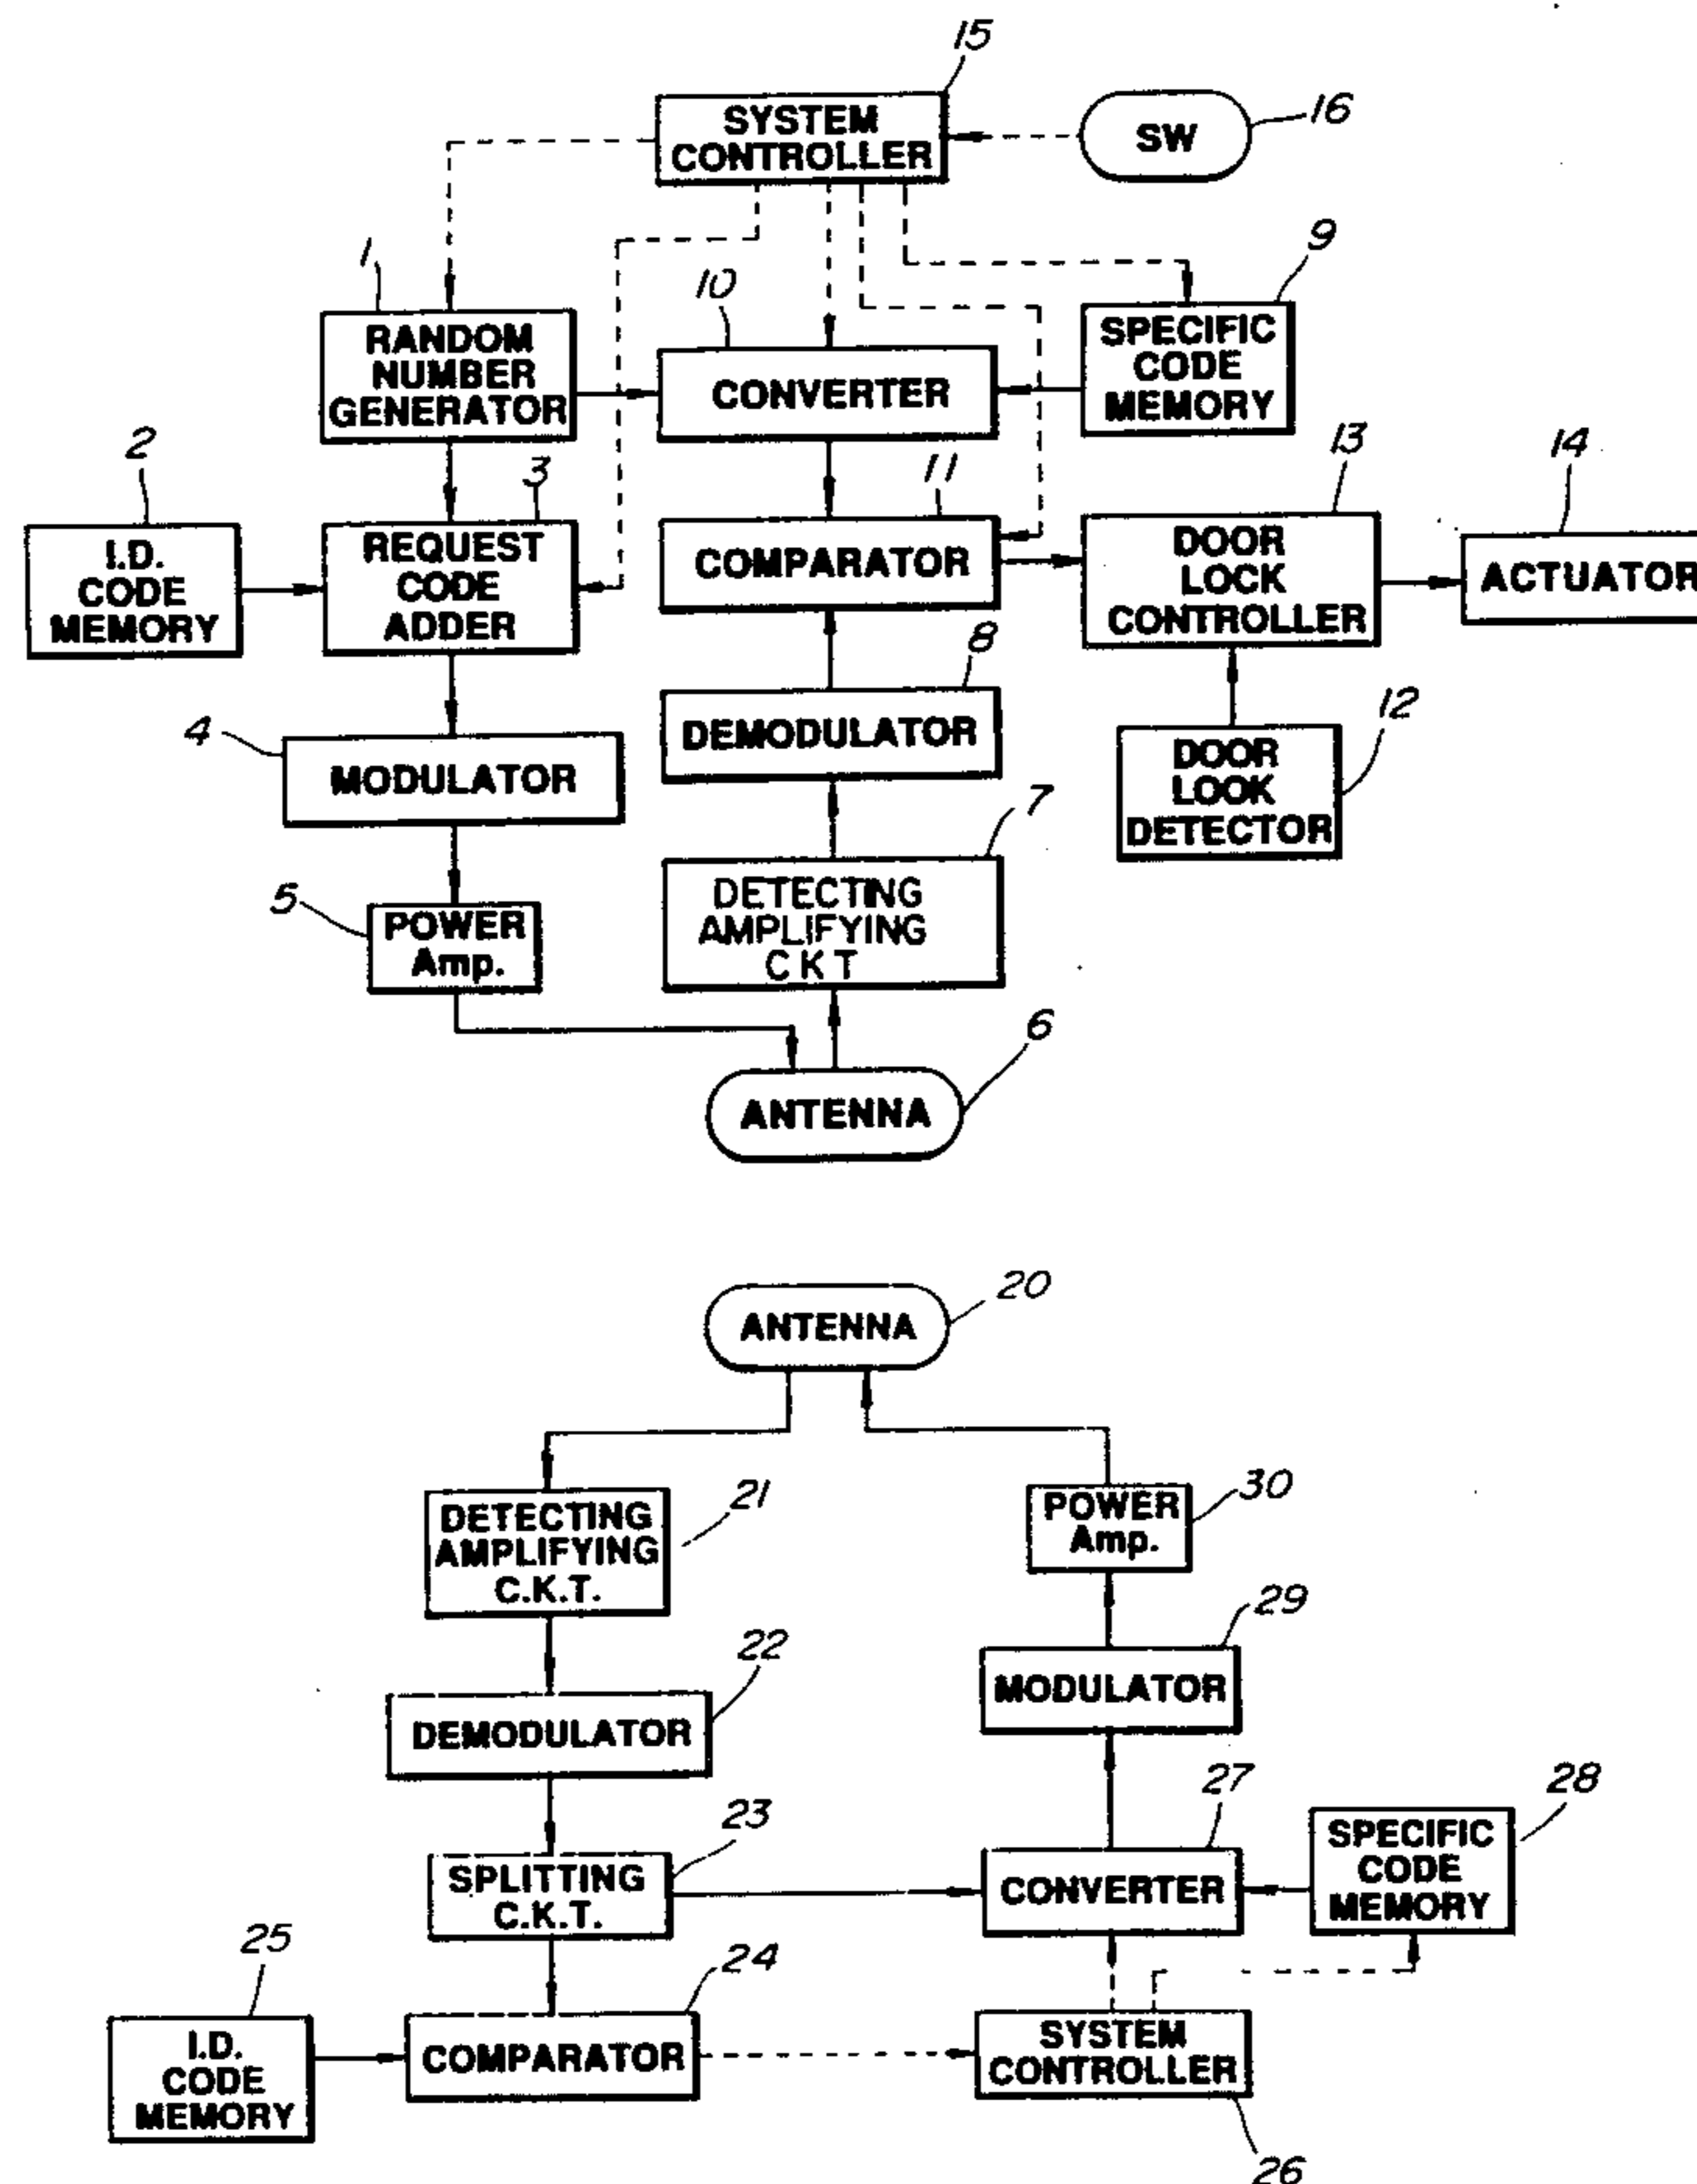 15
SYSTEM
CONTROLLER
SW
16
1
RANDOM
NUMBER
GENERATOR
10
CONVERTER
9
SPECIFIC
CODE
MEMORY
2
I.D.
CODE
MEMORY
3
REQUEST
CODE
ADDER
11
COMPARATOR
13
DOOR
LOCK
CONTROLLER
14
ACTUATOR
4
MODULATOR
8
DEMODULATOR
12
DOOR
LOOK
DETECTOR
5
POWER
Amp.
7
DETECTING
AMPLIFYING
CKT
6
ANTENNA
20
ANTENNA
21
DETECTING
AMPLIFYING
C.K.T.
30
POWER
Amp.
22
DEMODULATOR
29
MODULATOR
23
SPLITTING
C.K.T.
27
CONVERTER
28
SPECIFIC
CODE
MEMORY
25
I.D.
CODE
MEMORY
24
COMPARATOR
SYSTEM
CONTROLLER
26